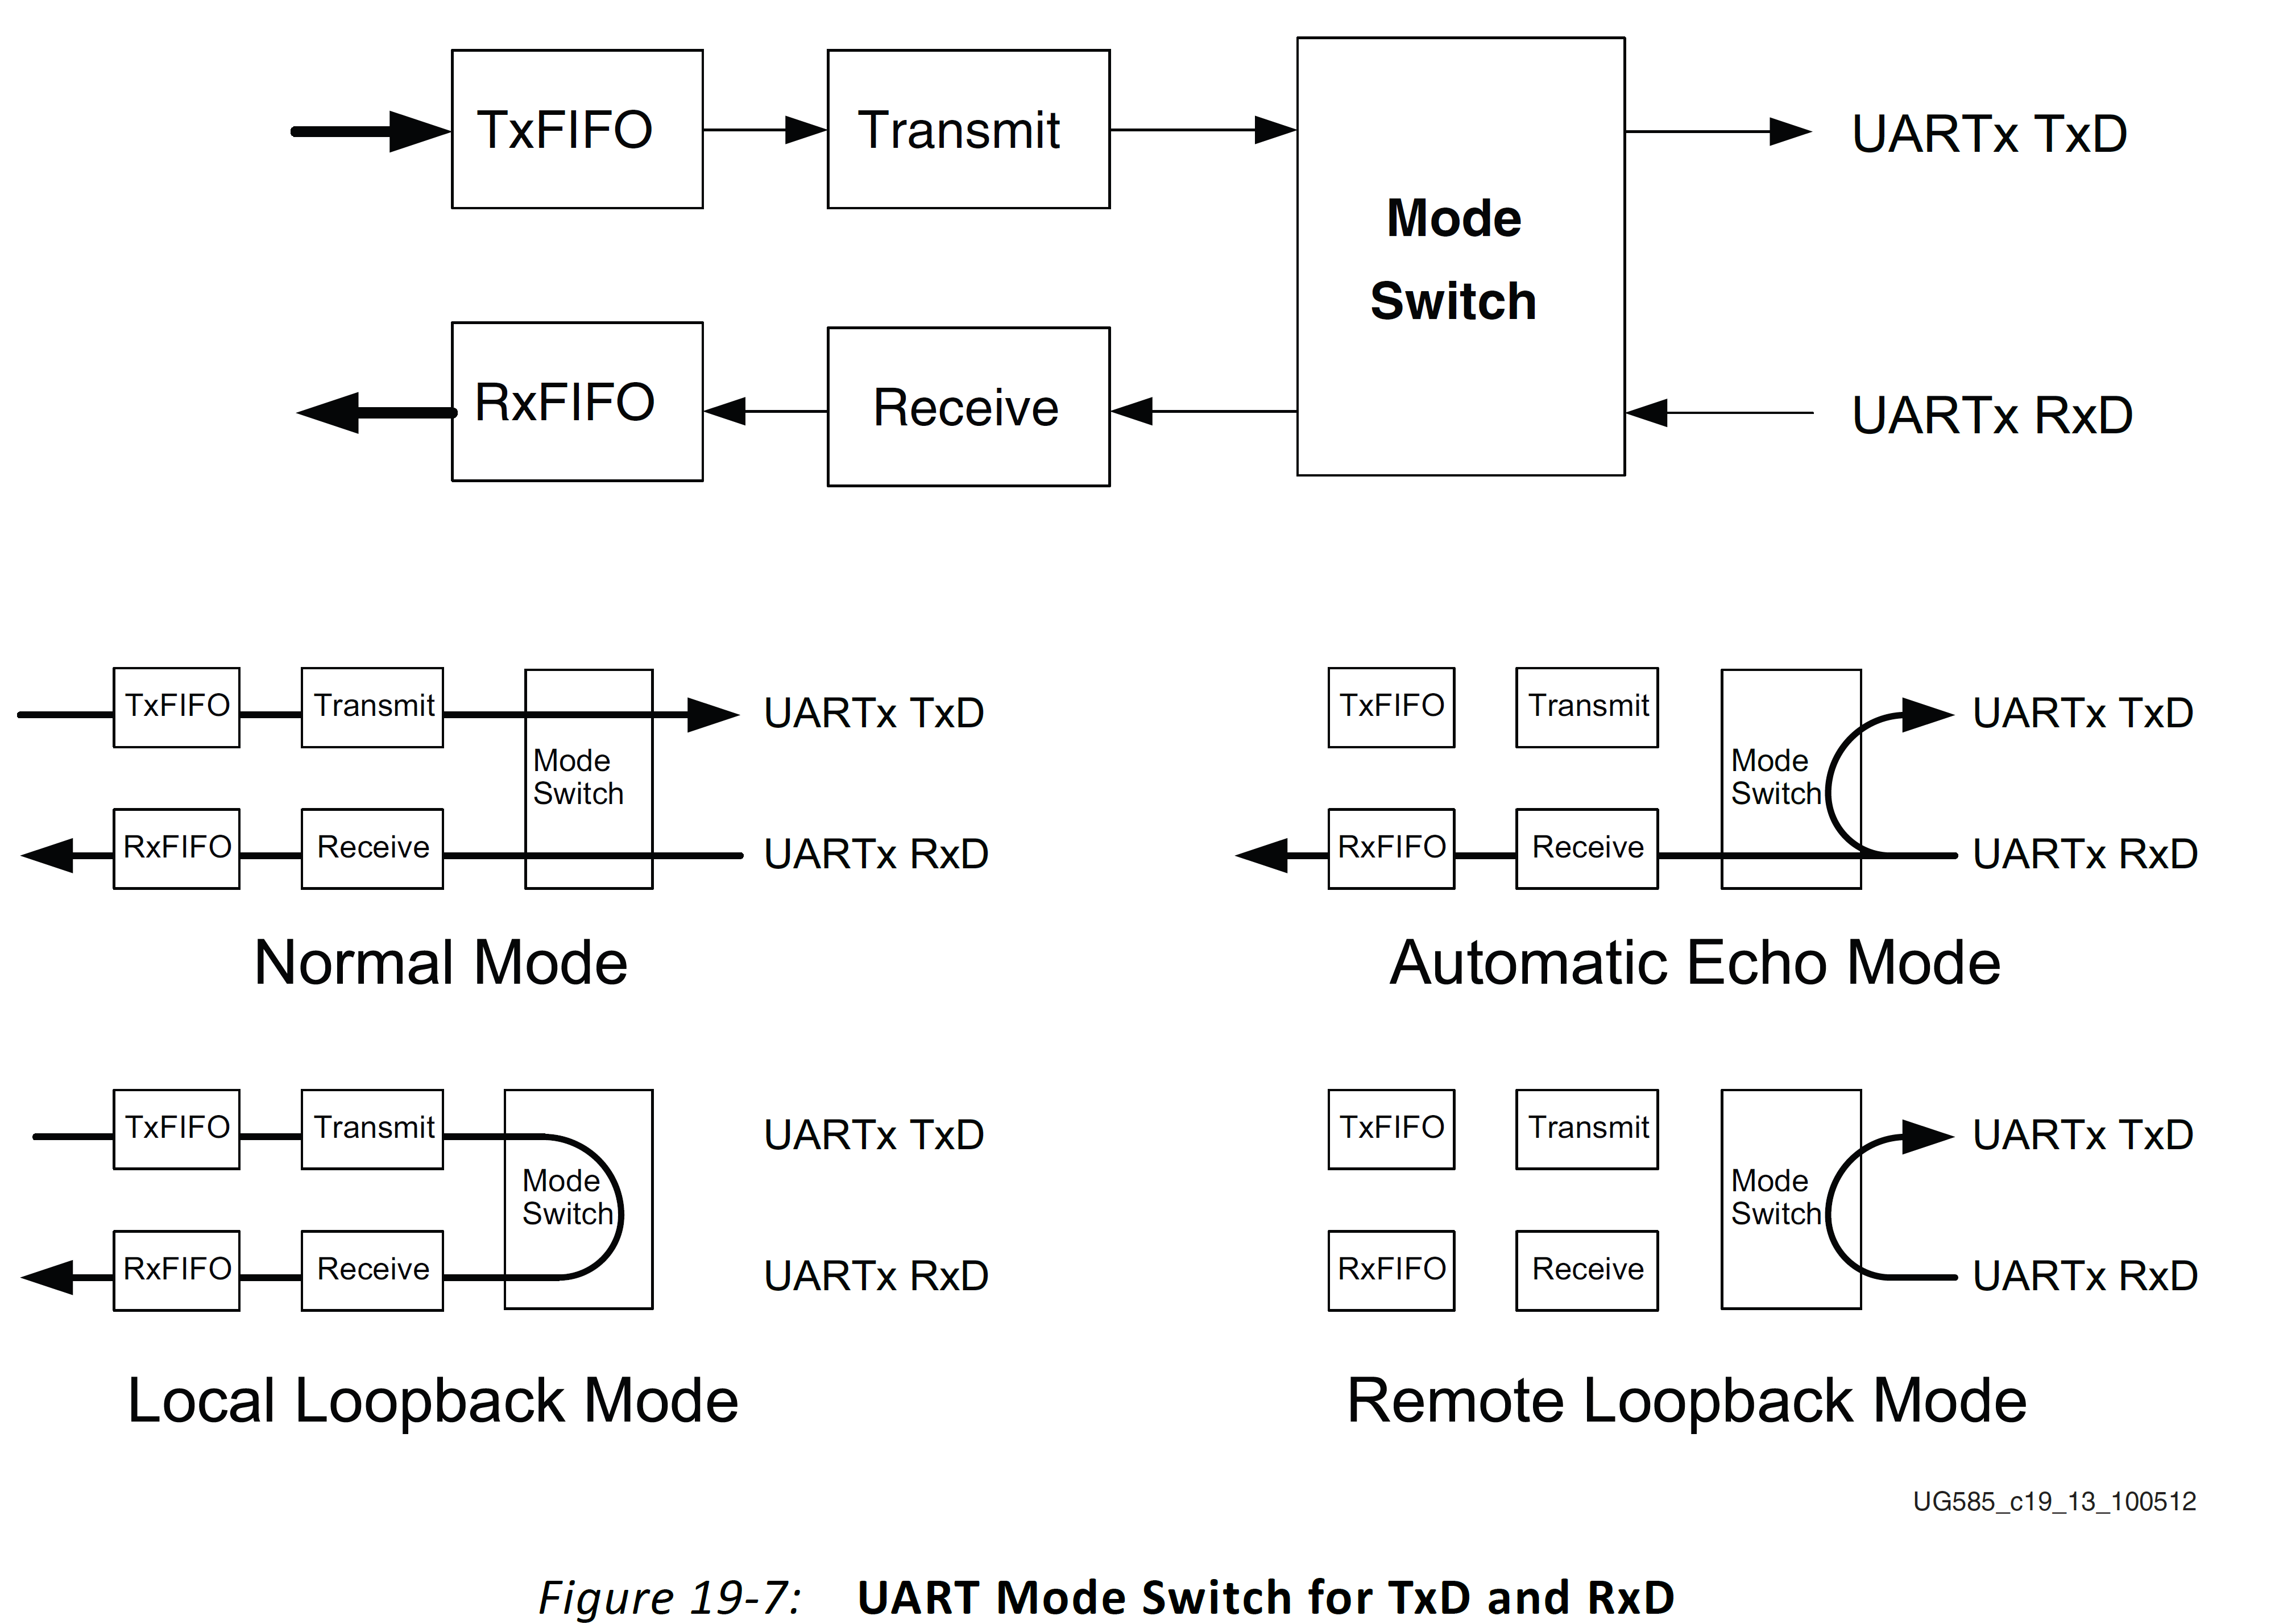 TxFIFO
Transmit
Mode
Switch
UARTx TxD
RxFIFO
Receive
UARTx RxD
TxFIFO
Transmit
Mode
Switch
UARTx TxD
RxFIFO
Receive
UARTx RxD
Normal Mode
TxFIFO
Transmit
Mode
Switch
UARTx TxD
RxFIFO
Receive
UARTx RxD
Automatic Echo Mode
TxFIFO
Transmit
Mode
Switch
UARTx TxD
RxFIFO
Receive
UARTx RxD
Local Loopback Mode
TxFIFO
Transmit
Mode
Switch
UARTx TxD
RxFIFO
Receive
UARTx RxD
Remote Loopback Mode
UG585_c19_13_100512
Figure 19-7: UART Mode Switch for TxD and RxD